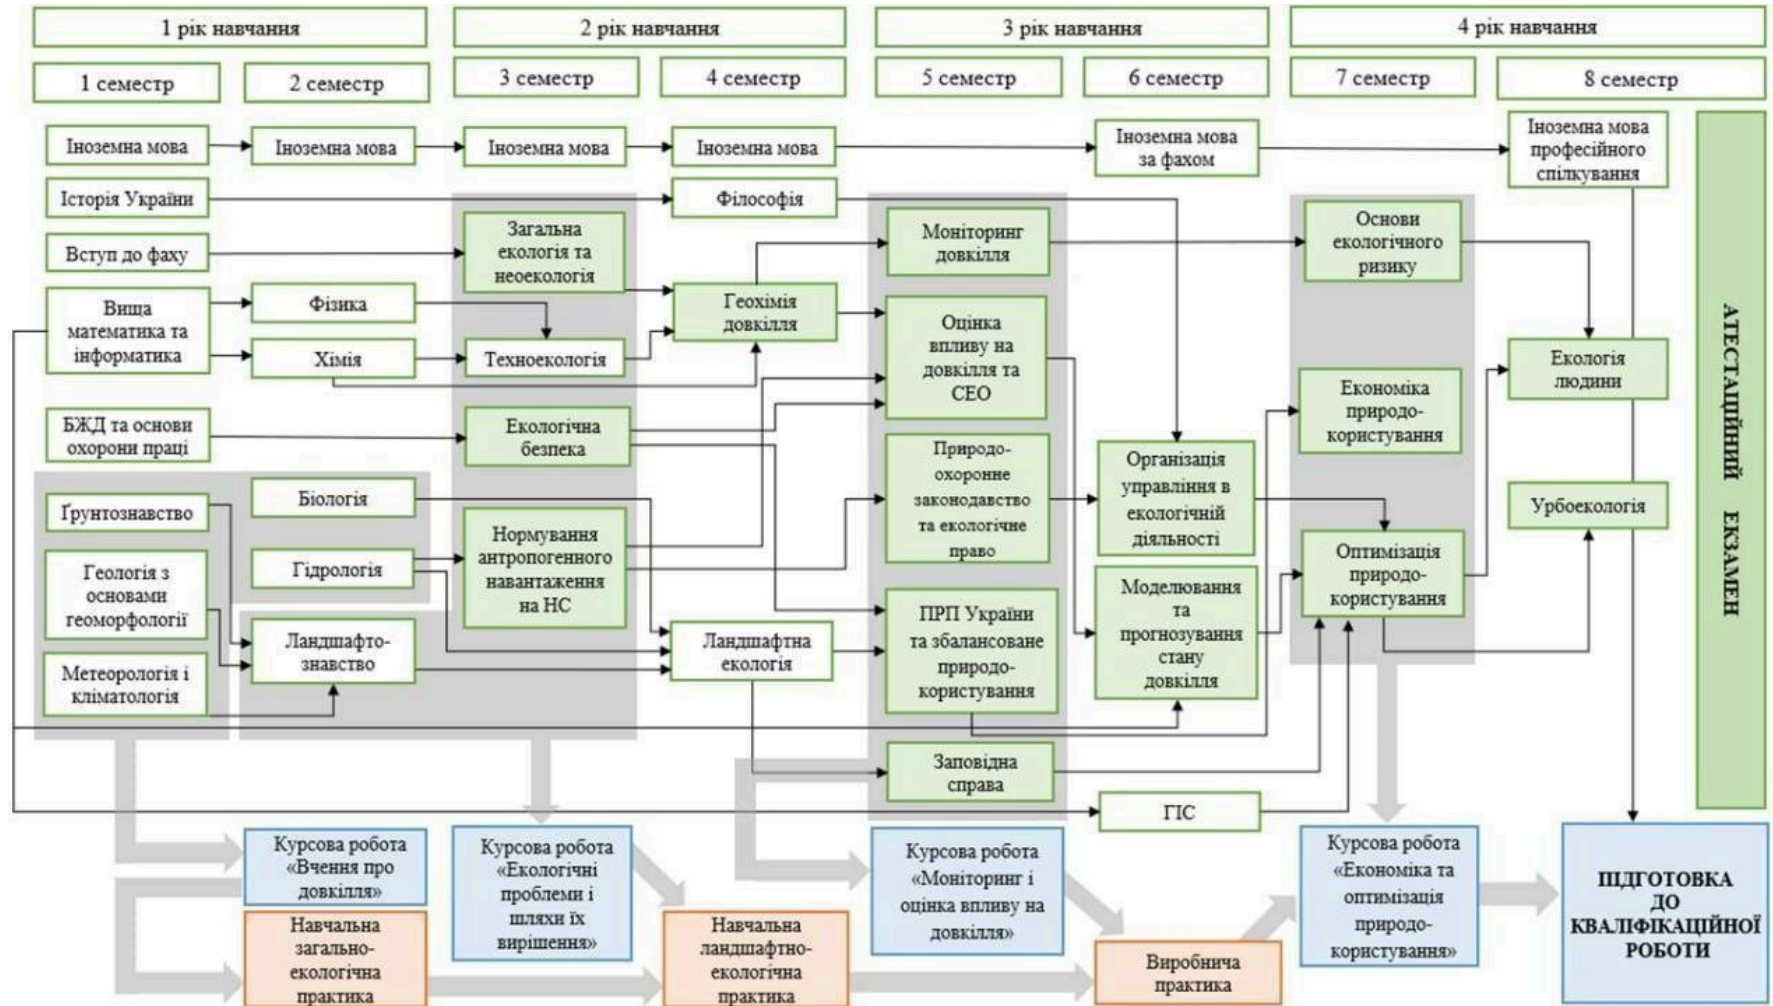 1 рік навчання
2 рік навчання
3 рік навчання
4 рік навчання
1 семестр
2 семестр
3 семестр
4 семестр
5 семестр
6 семестр
7 семестр
8 семестр
Іноземна мова
Іноземна мова
Іноземна мова
Іноземна мова
Іноземна мова
за фахом
Іноземна мова
професійного
спілкування
Історія України
Філософія
Вступ до фаху
Загальна
екологія та
неоекологія
Моніторинг
довкілля
Основи
екологічного
ризику
Вища
математика та
інформатика
Фізика
Хімія
Техноекологія
Геохімія
довкілля
Оцінка
впливу на
довкілля та
СЕО
Екологія
людини
Економіка
природо-
користування
БЖД та основи
охорони праці
Екологічна
безпека
Природо-
охоронне
законодавство
та екологічне
право
Організація
управління в
екологічній
діяльності
Ґрунтознавство
Біологія
Урбоекологія
Геологія з
основами
геоморфології
Гідрологія
Нормування
антропогенного
навантаження
на НС
Оптимізація
природо-
користування
Моделювання
та
прогнозування
стану
довкілля
Метеорологія і
кліматологія
Ландшафто-
знавство
Ландшафтна
екологія
ПРП України
та збалансоване
природо-
користування
Заповідна
справа
ГІС
АТЕСТАЦІЙНИЙ ЕКЗАМЕН
Курсова робота
«Вчення про
довкілля»
Курсова робота
«Екологічні
проблеми і
шляхи їх
вирішення»
Курсова робота
«Моніторинг і
оцінка впливу на
довкілля»
Курсова робота
«Економіка та
оптимізація
природо-
користування»
ПІДГОТОВКА
ДО
КВАЛІФІКАЦІЙНОЇ
РОБОТИ
Навчальна
загально-
екологічна
практика
Навчальна
ландшафтно-
екологічна
практика
Виробнича
практика